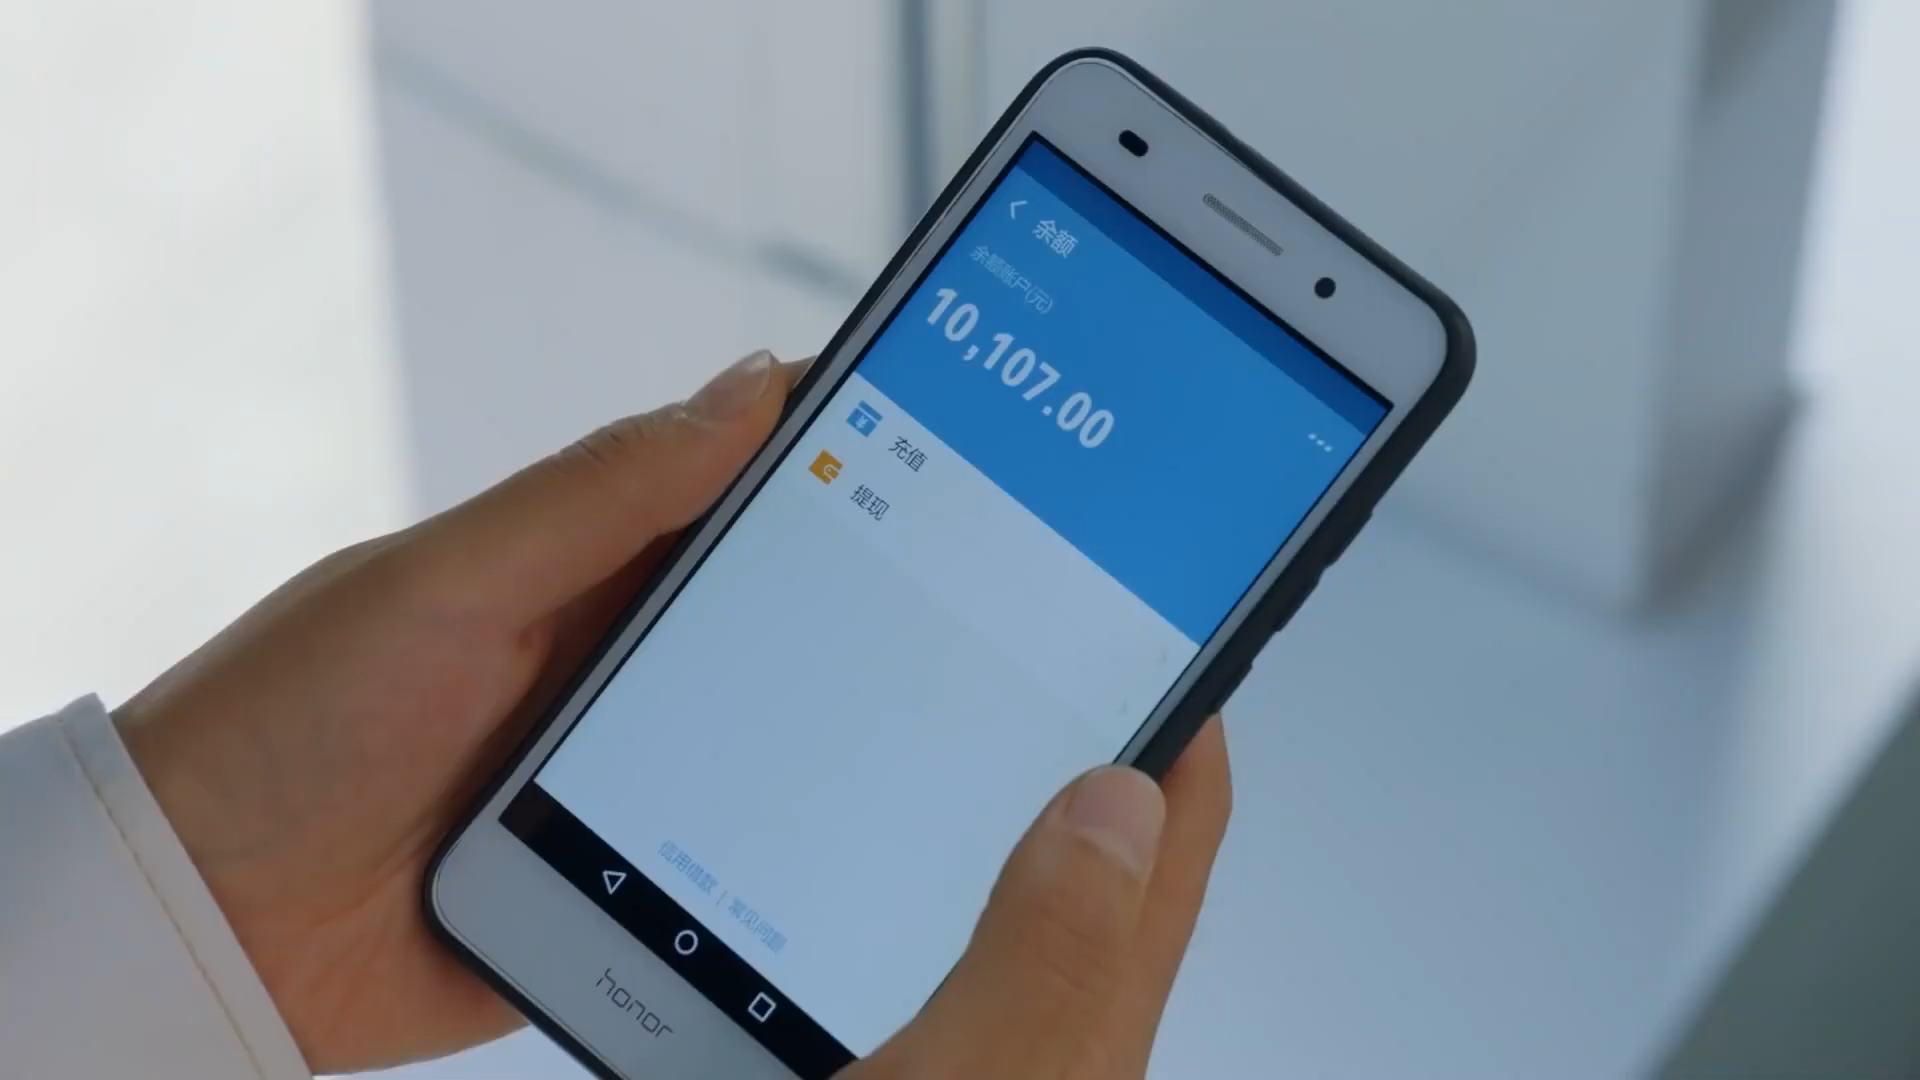 余额
余额账户(元)
10,107.00
充值
提现
信用借款 | 常见问题
honor